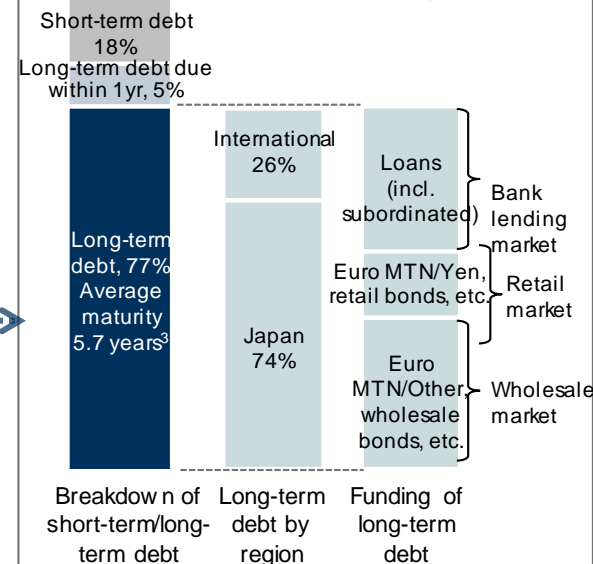 Short-term debt
18%
Long-term debt due
within 1yr, 5%
Long-term
debt, 77%
Average
maturity
5.7 years3
International
26%
Japan
74%
Loans
(incl.
subordinated)
Euro MTN/Yen,
retail bonds, etc.
Euro
MTN/Other,
wholesale
bonds, etc.
Bank
lending
market
Retail
market
Wholesale
market
Breakdown of
short-term/long-
term debt
Long-term
debt by
region
Funding of
long-term
debt